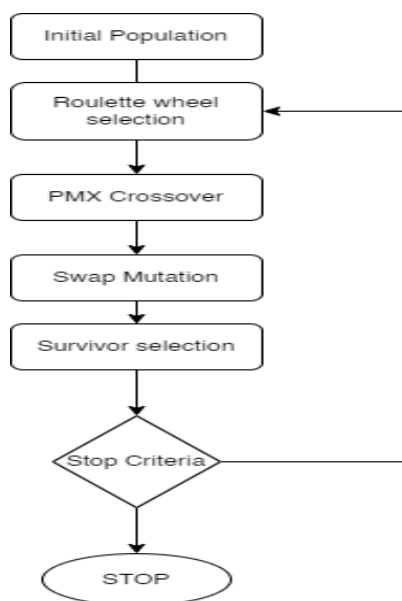 Initial Population
Roulette wheel
selection
PMX Crossover
Swap Mutation
Survivor selection
Stop Criteria
STOP